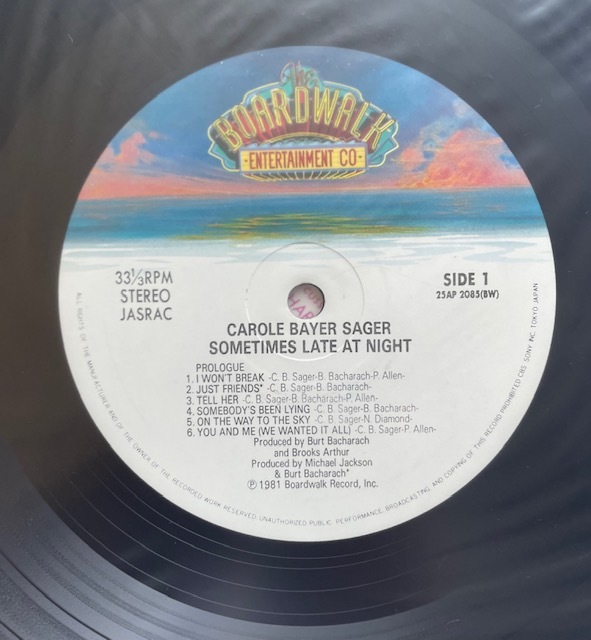 The
BOARDWALK
-ENTERTAINMENT CO-
33⅓RPM
STEREO
JASRAC
SIDE 1
25AP 2085(BW)
CAROLE BAYER SAGER
SOMETIMES LATE AT NIGHT
PROLOGUE
1. I WON'T BREAK -C. B. Sager-B. Bacharach-P. Allen-
2. JUST FRIENDS* -C. B. Sager-B. Bacharach-
3. TELL HER -C. B. Sager-B. Bacharach-P. Allen-
4. SOMEBODY'S BEEN LYING -C. B. Sager-B. Bacharach-
5. ON THE WAY TO THE SKY -C. B. Sager-N. Diamond-
6. YOU AND ME (WE WANTED IT ALL) -C. B. Sager-P. Allen-
Produced by Burt Bacharach
and Brooks Arthur
Produced by Michael Jackson
& Burt Bacharach*
℗ 1981 Boardwalk Record, Inc.
ALL RIGHTS OF THE MANUFACTURER AND OF THE OWNER OF THE RECORDED WORK RESERVED. UNAUTHORIZED PUBLIC PERFORMANCE, BROADCASTING AND COPYING OF THIS RECORD PROHIBITED. CBS SONY INC. TOKYO JAPAN